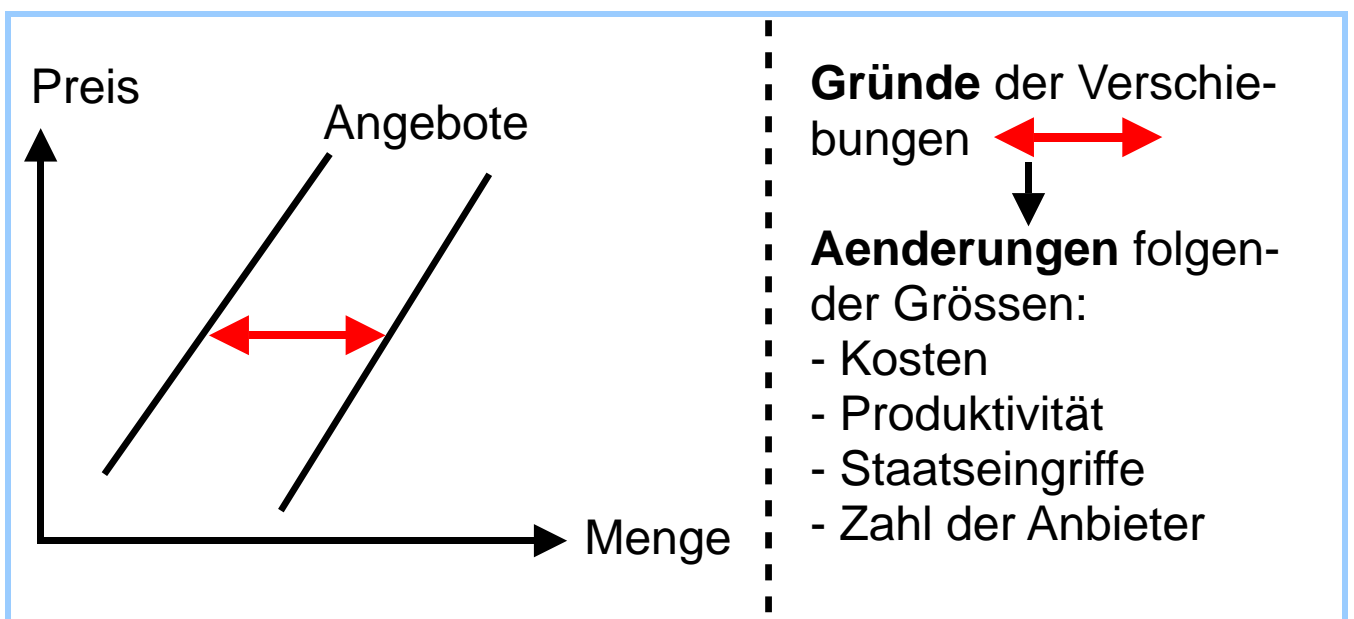 Preis
Angebote
Menge
Gründe der Verschie-
bungen
Aenderungen folgen-
der Grössen:
- Kosten
- Produktivität
- Staatseingriffe
- Zahl der Anbieter